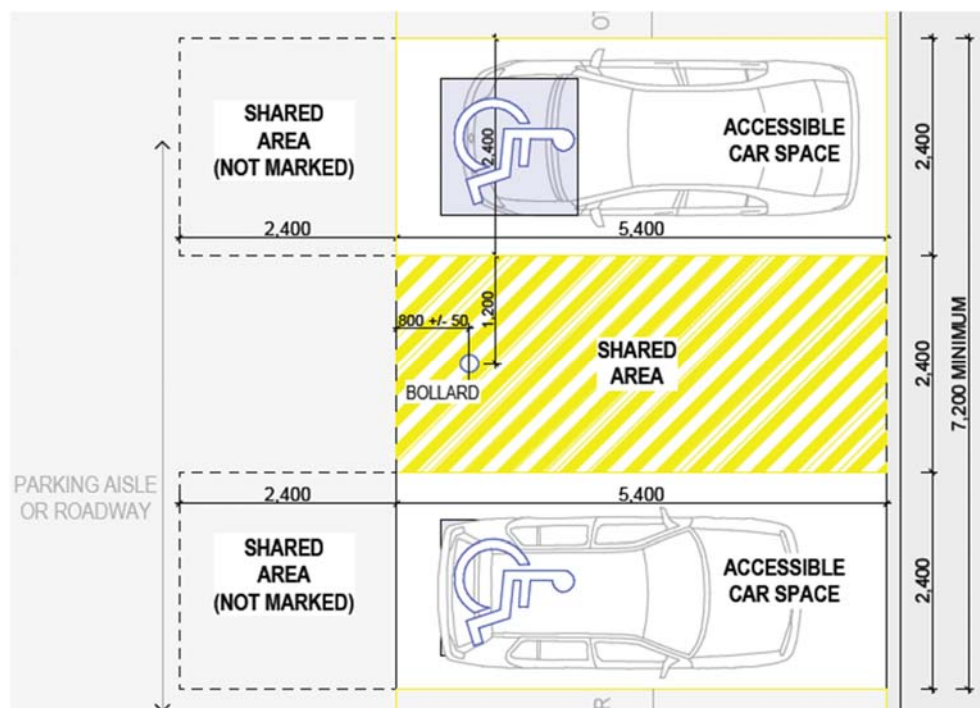 SHARED
AREA
(NOT MARKED)
2,400
ACCESSIBLE
CAR SPACE
2,400
2,400
5,400
800 +/- 50
1,200
BOLLARD
SHARED
AREA
2,400
7,200 MINIMUM
PARKING AISLE
OR ROADWAY
2,400
5,400
SHARED
AREA
(NOT MARKED)
ACCESSIBLE
CAR SPACE
2,400